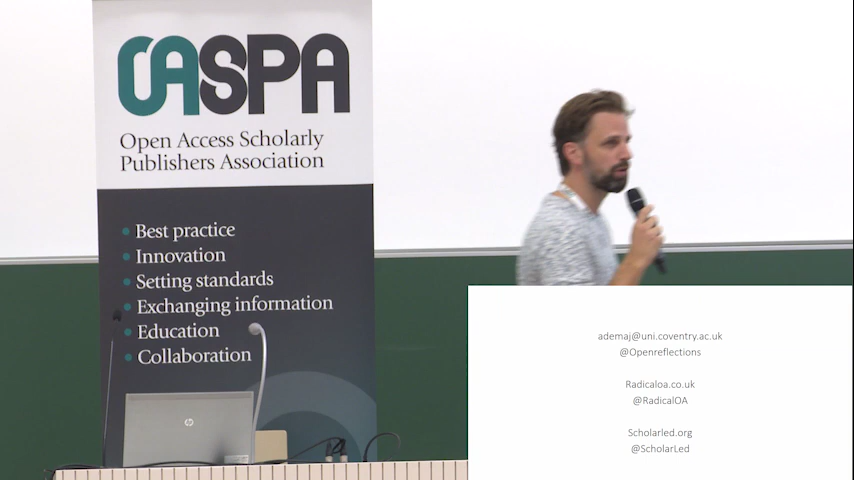 OASPA
Open Access Scholarly
Publishers Association
Best practice
Innovation
Setting standards
Exchanging information
Education
Collaboration
hp
ademaj@uni.coventry.ac.uk
@Openreflections
Radicaloa.co.uk
@RadicalOA
Scholarled.org
@ScholarLed